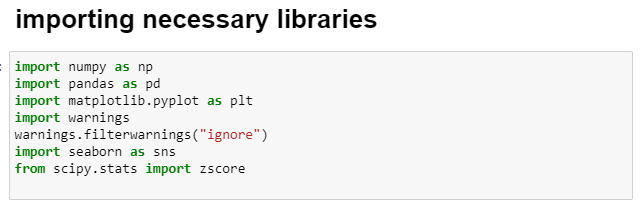 importing necessary libraries
import numpy as np
import pandas as pd
import matplotlib.pyplot as plt
import warnings
warnings.filterwarnings("ignore")
import seaborn as sns
from scipy.stats import zscore